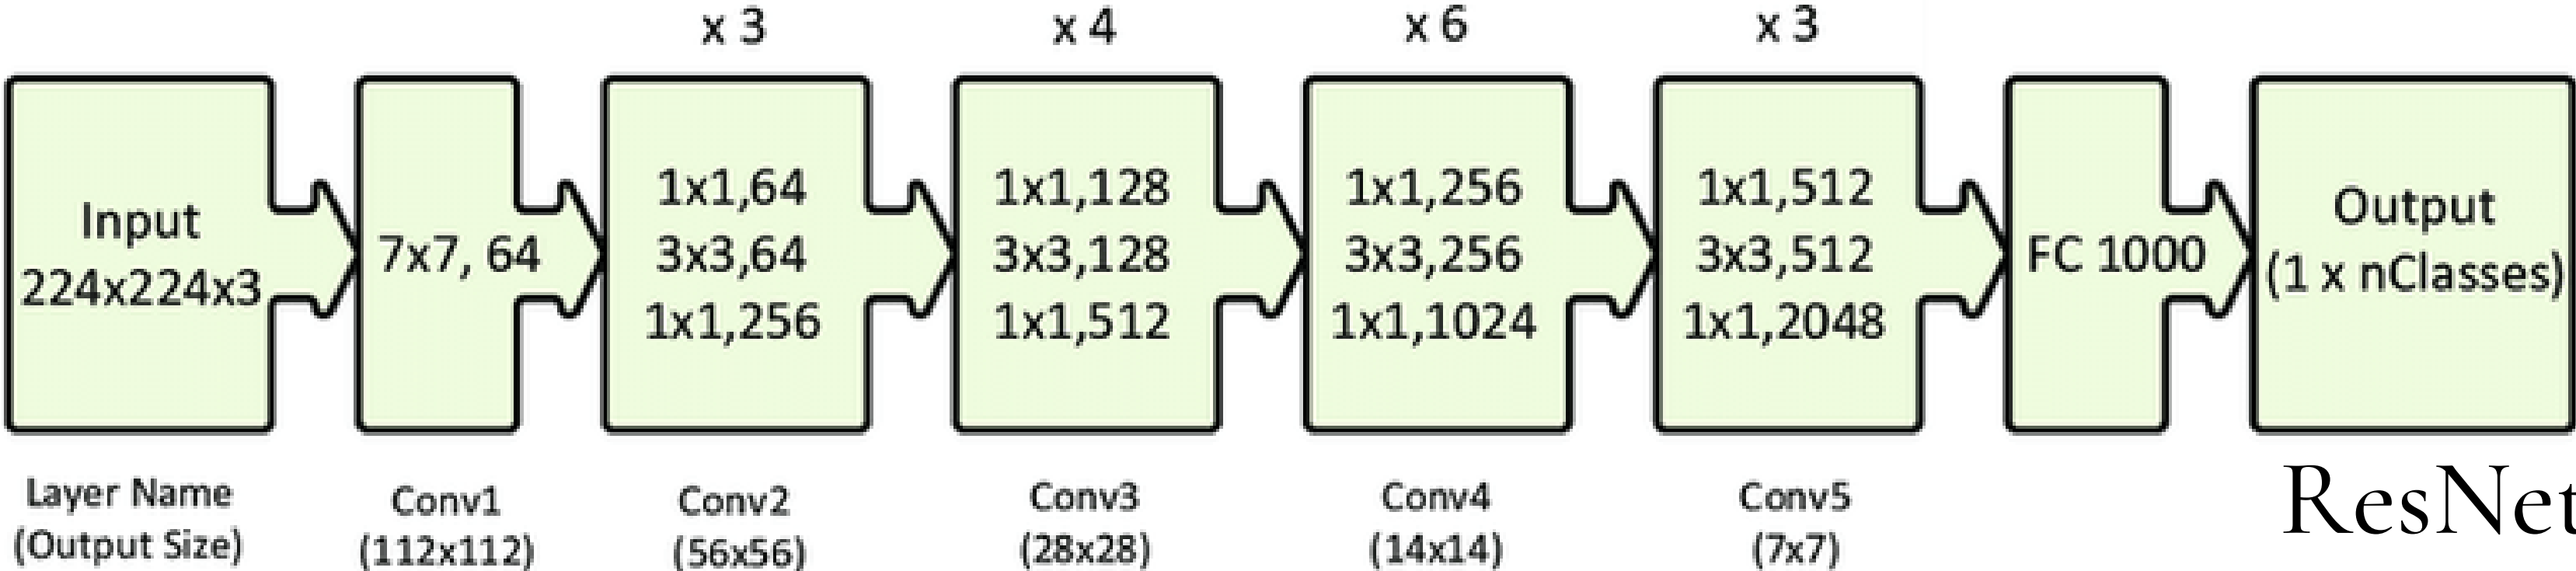 x 3
x 4
x 6
x 3
Input
224x224x3
7x7, 64
1x1,64
3x3,64
1x1,256
1x1,128
3x3,128
1x1,512
1x1,256
3x3,256
1x1,1024
1x1,512
3x3,512
1x1,2048
FC 1000
Output
(1 x nClasses)
Layer Name
(Output Size)
Conv1
(112x112)
Conv2
(56x56)
Conv3
(28x28)
Conv4
(14x14)
Conv5
(7x7)
ResNet